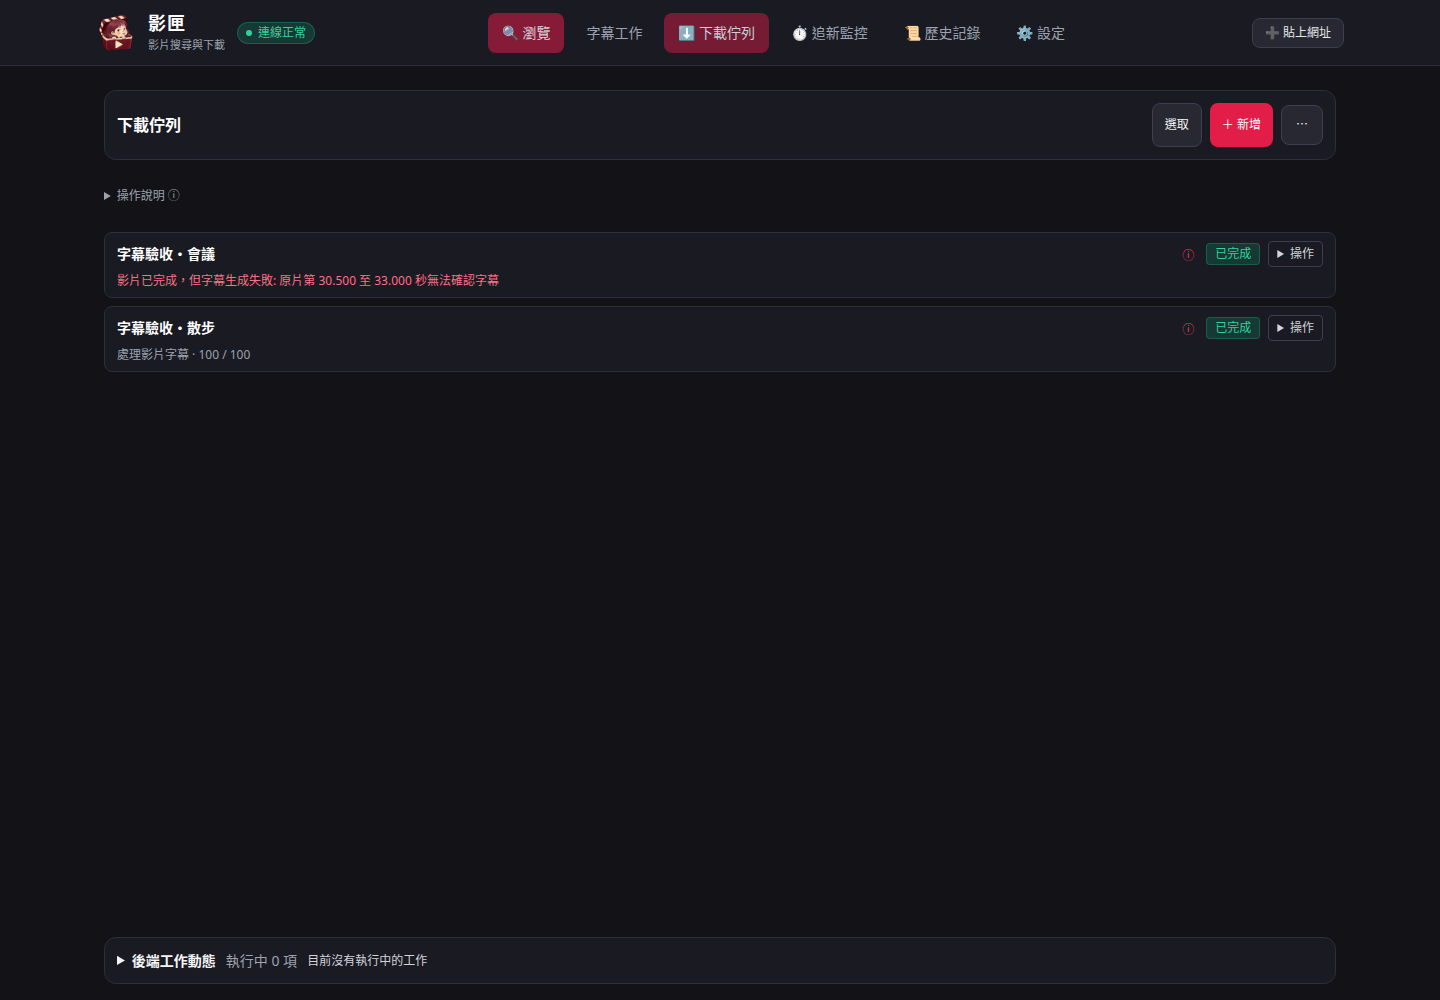 影匣
影片搜尋與下載
連線正常
瀏覽
字幕工作
下載佇列
追新監控
歷史記錄
設定
貼上網址
下載佇列
選取
＋ 新增
⋯
操作說明 ⓘ
字幕驗收・會議
ⓘ
已完成
操作
影片已完成，但字幕生成失敗: 原片第 30.500 至 33.000 秒無法確認字幕
字幕驗收・散步
ⓘ
已完成
操作
處理影片字幕 · 100 / 100
後端工作動態 執行中 0 項 目前沒有執行中的工作